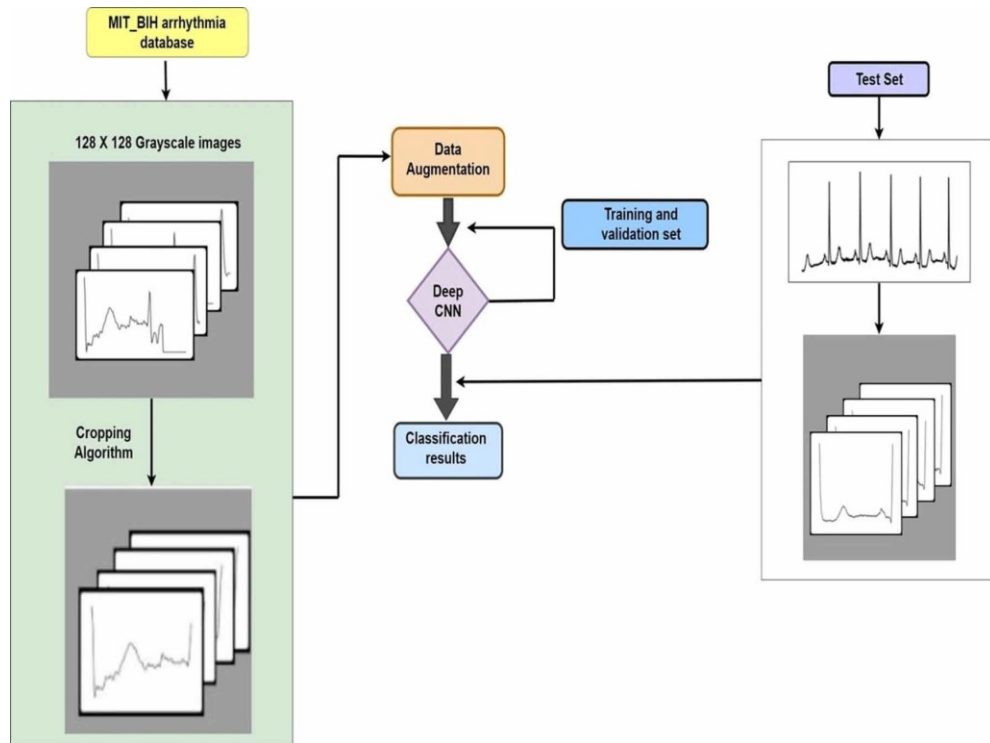 MIT_BIH arrhythmia
database
128 X 128 Grayscale images
Cropping
Algorithm
Data
Augmentation
Training and
validation set
Deep
CNN
Classification
results
Test Set